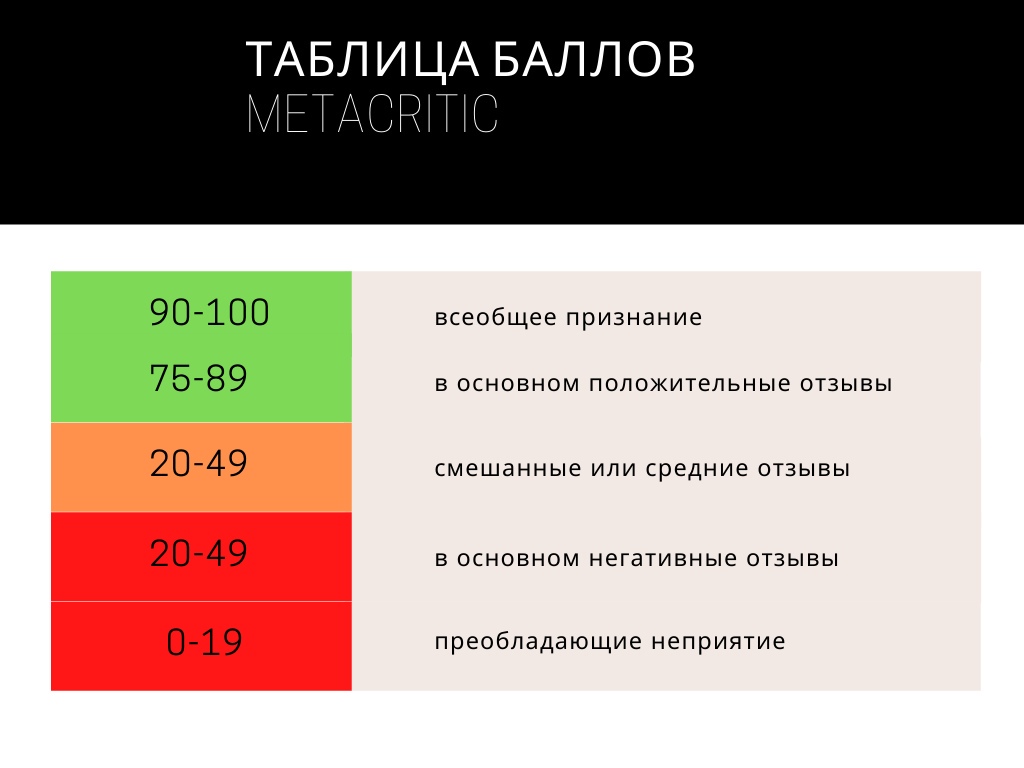 ТАБЛИЦА БАЛЛОВ
METACRITIC
90-100 всеобщее признание
75-89 в основном положительные отзывы
20-49 смешанные или средние отзывы
20-49 в основном негативные отзывы
0-19 преобладающие неприятие